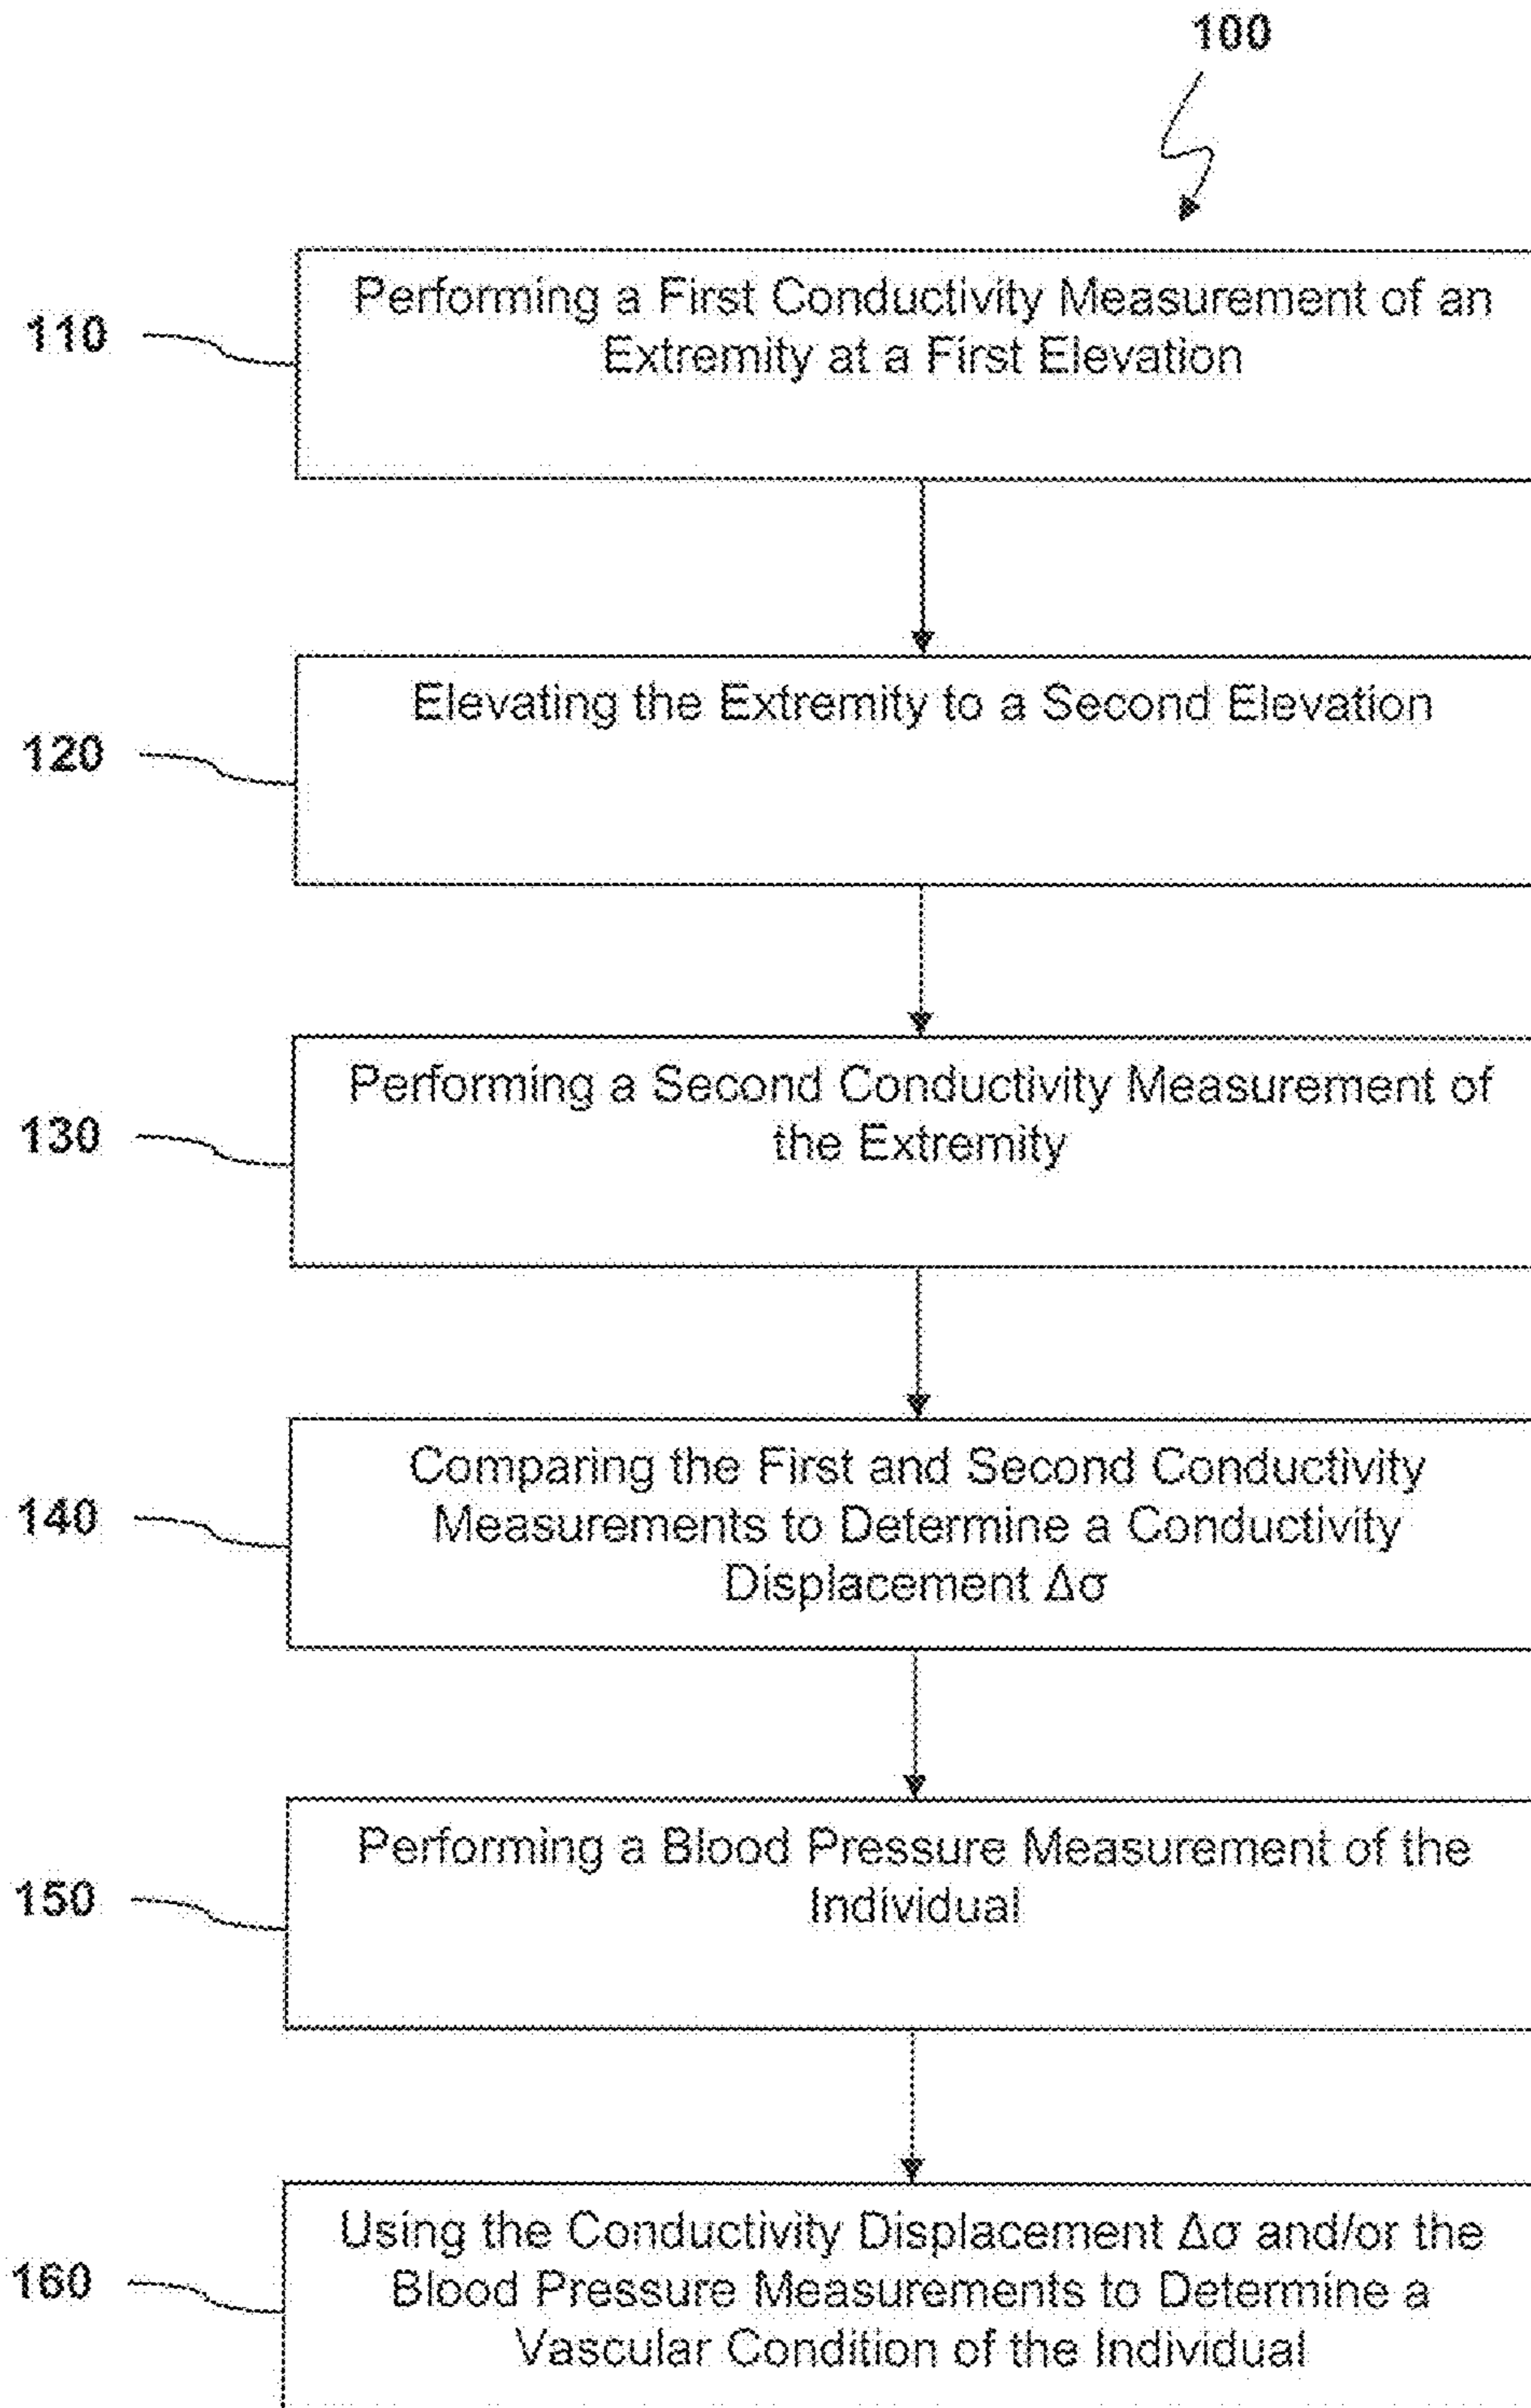 100
110
Performing a First Conductivity Measurement of an
Extremity at a First Elevation
120
Elevating the Extremity to a Second Elevation
130
Performing a Second Conductivity Measurement of
the Extremity
140
Comparing the First and Second Conductivity
Measurements to Determine a Conductivity
Displacement Δσ
150
Performing a Blood Pressure Measurement of the
Individual
160
Using the Conductivity Displacement Δσ and/or the
Blood Pressure Measurements to Determine a
Vascular Condition of the Individual